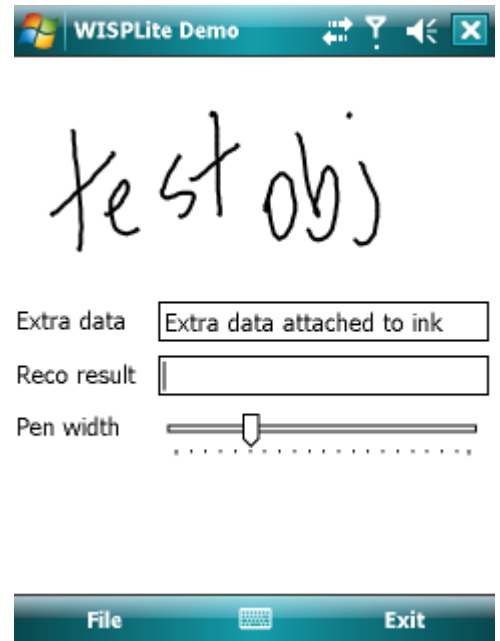 WISPLite Demo
test obj
Extra data Extra data attached to ink
Reco result
Pen width
File Exit